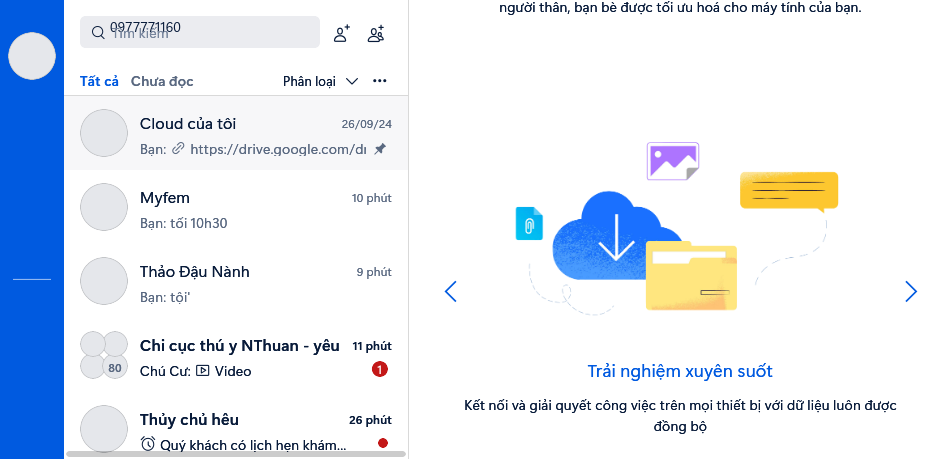 người thân, bạn bè được tối ưu hoá cho máy tính của bạn.
0977771160
Tìm kiếm
Tất cả Chưa đọc Phân loại
Cloud của tôi 26/09/24
Bạn: https://drive.google.com/dr
Myfem 10 phút
Bạn: tối 10h30
Thảo Đậu Nành 9 phút
Bạn: tội'
Chi cục thú y NThuan - yêu 11 phút
80
Chú Cư: Video 1
Thủy chủ hêu 26 phút
Quý khách có lịch hẹn khám...
Trải nghiệm xuyên suốt
Kết nối và giải quyết công việc trên mọi thiết bị với dữ liệu luôn được
đồng bộ